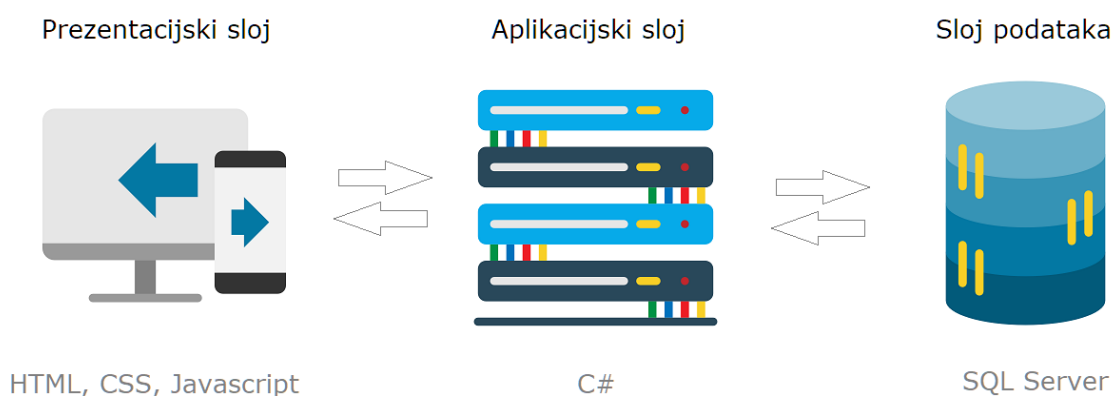 Prezentacijski sloj
Aplikacijski sloj
Sloj podataka
HTML, CSS, Javascript
C#
SQL Server